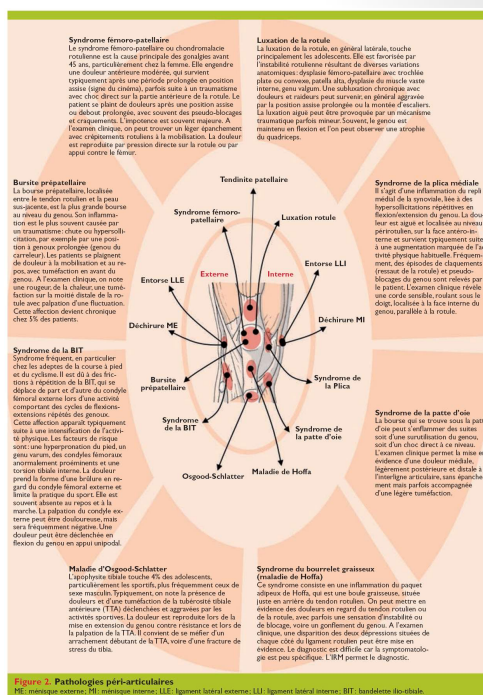 Syndrome fémoro-patellaire
Le syndrome fémoro-patellaire ou chondromalacie
rotulienne est la cause principale des gonalgies avant
45 ans, particulièrement chez la femme. Elle engendre
une douleur antérieure modérée, qui survient
typiquement après une période prolongée en position
assise (signe du cinéma), parfois suite à un traumatisme
avec choc direct sur la partie antérieure de la rotule. Le
patient se plaint de douleurs après une position assise
ou debout prolongée, avec souvent des pseudo-blocages
et craquements. L'impotence est souvent majeure. A
l'examen clinique, on peut trouver un léger épanchement
avec crépitements rotuliens à la mobilisation. La douleur
est reproduite par pression directe sur la rotule ou par
appui contre le fémur.
Luxation de la rotule
La luxation de la rotule, en général latérale, touche
principalement les adolescents. Elle est favorisée par
l'instabilité rotulienne résultant de diverses variations
anatomiques : dysplasie fémoro-patellaire avec trochlée
plate ou convexe, patella alta, dysplasie du muscle vaste
interne, genu valgum. Une subluxation chronique avec
douleurs et raideurs peut survenir, en général aggravée
par la position assise prolongée ou la montée d'escaliers.
La luxation aiguë peut être provoquée par un mécanisme
traumatique parfois mineur. Souvent, le genou est
maintenu en flexion et l'on peut observer une atrophie
du quadriceps.
Bursite prépatellaire
La bourse prépatellaire, localisée
entre le tendon rotulien et la peau
sus-jacente, est la plus grande bourse
au niveau du genou. Son inflamma-
tion est le plus souvent causée par
un traumatisme: chute ou hypersolli-
citation, par exemple par une posi-
tion à genoux prolongée (genou du
carreleur). Les patients se plaignent
de douleur à la mobilisation et au re-
pos, avec tuméfaction en avant du
genou. A l'examen clinique, on note
une rougeur, de la chaleur, une tumé-
faction sur la moitié distale de la ro-
tule avec palpation d'une fluctuation.
Cette affection devient chronique
chez 5% des patients.
Syndrome de la BIT
Syndrome fréquent, en particulier
chez les adeptes de la course à pied
et du cyclisme. Il est dû à des fric-
tions à répétition de la BIT, qui se
déplace de part et d'autre du condyle
fémoral externe lors d'une activité
comportant des cycles de flexions-
extensions répétés des genoux.
Cette affection apparaît typiquement
suite à une intensification de l'activi-
té physique. Les facteurs de risque
sont : une hyperpronation du pied, un
genu varum, des condyles fémoraux
anormalement proéminents et une
torsion tibiale interne. La douleur
prend la forme d'une brûlure en re-
gard du condyle fémoral externe et
limite la pratique du sport. Elle est
souvent absente au repos et à la
marche. La palpation du condyle ex-
terne peut être douloureuse, mais
sera fréquemment négative. Une
douleur peut être déclenchée en
flexion du genou en appui unipodal.
Tendinite patellaire
Syndrome fémoro-
patellaire
Luxation rotule
Externe
Interne
Entorse LLE
Entorse LLI
Déchirure ME
Déchirure MI
Bursite
prépatellaire
Syndrome de
la Plica
Syndrome
de la BIT
Syndrome de
la patte d'oie
Osgood-Schlatter
Maladie de Hoffa
Syndrome de la plica médiale
Il s'agit d'une inflammation du repli
médial de la synoviale, liée à des
hypersollicitations répétitives en
flexion/extension du genou. La dou
leur est aiguë et localisée au niveau
périrotulien, sur la face antéro-in-
terne et survient typiquement suite
à une augmentation marquée de l'ac
tivité physique habituelle. Fréquem-
ment, des épisodes de claquements
(ressaut de la rotule) et pseudo-
blocages du genou sont relevés par
le patient. L'examen clinique révèle
une corde sensible, roulant sous le
doigt, localisée à la face interne du
genou, parallèle à la rotule.
Syndrome de la patte d'oie
La bourse qui se trouve sous la patt
d'oie peut s'enflammer des suites
soit d'une surutilisation du genou,
soit d'un choc direct à ce niveau.
L'examen clinique permet la mise e
évidence d'une douleur médiale,
légèrement postérieure et distale à
l'interligne articulaire, sans épanche
ment mais parfois accompagnée
d'une légère tuméfaction.
Maladie d'Osgood-Schlatter
L'apophysite tibiale touche 4% des adolescents,
particulièrement les sportifs, plus fréquemment ceux de
sexe masculin. Typiquement, on note la présence de
douleurs et d'une tuméfaction de la tubérosité tibiale
antérieure (TTA) déclenchées et aggravées par les
activités sportives. La douleur est reproduite lors de la
mise en extension du genou contre résistance et lors de
la palpation de la TTA. Il convient de se méfier d'un
arrachement débutant de la TTA, voire d'une fracture de
stress du tibia.
Syndrome du bourrelet graisseux
(maladie de Hoffa)
Ce syndrome consiste en une inflammation du paquet
adipeux de Hoffa, qui est une boule graisseuse, située
juste en arrière du tendon rotulien. On peut mettre en
évidence des douleurs en regard du tendon rotulien ou
de la rotule, avec parfois une sensation d'instabilité ou
de blocage, voire un gonflement du genou. A l'examen
clinique, une disparition des deux dépressions situées de
chaque côté du ligament rotulien peut être mise en
évidence. Le diagnostic est difficile car la symptomatolo-
gie est peu spécifique. L'IRM permet le diagnostic.
Figure 2. Pathologies péri-articulaires
ME : ménisque externe; MI : ménisque interne; LLE: ligament latéral externe; LLI : ligament latéral interne; BIT: bandelette ilio-tibiale.